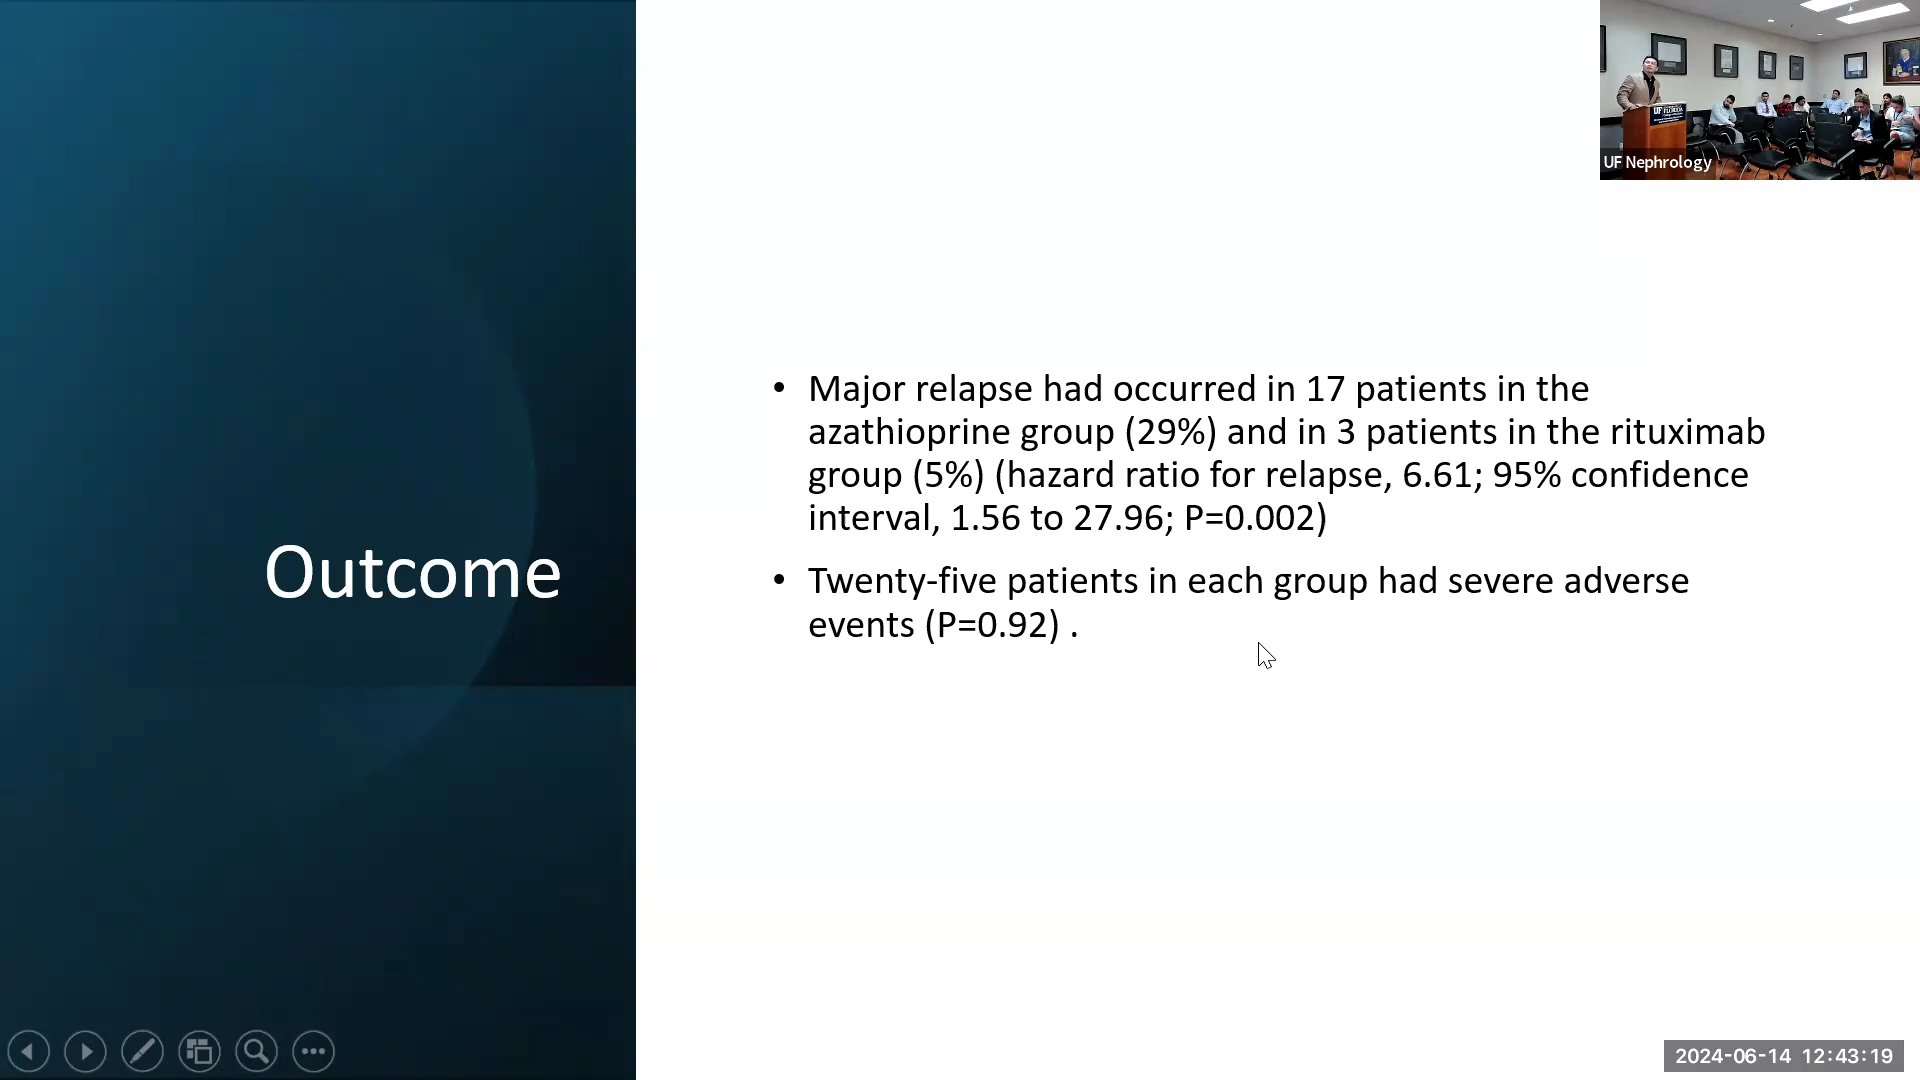 UF
FLORIDA
UF Nephrology
Outcome
• Major relapse had occurred in 17 patients in the
azathioprine group (29%) and in 3 patients in the rituximab
group (5%) (hazard ratio for relapse, 6.61; 95% confidence
interval, 1.56 to 27.96; P=0.002)
• Twenty-five patients in each group had severe adverse
events (P=0.92) .
2024-06-14 12:43:19